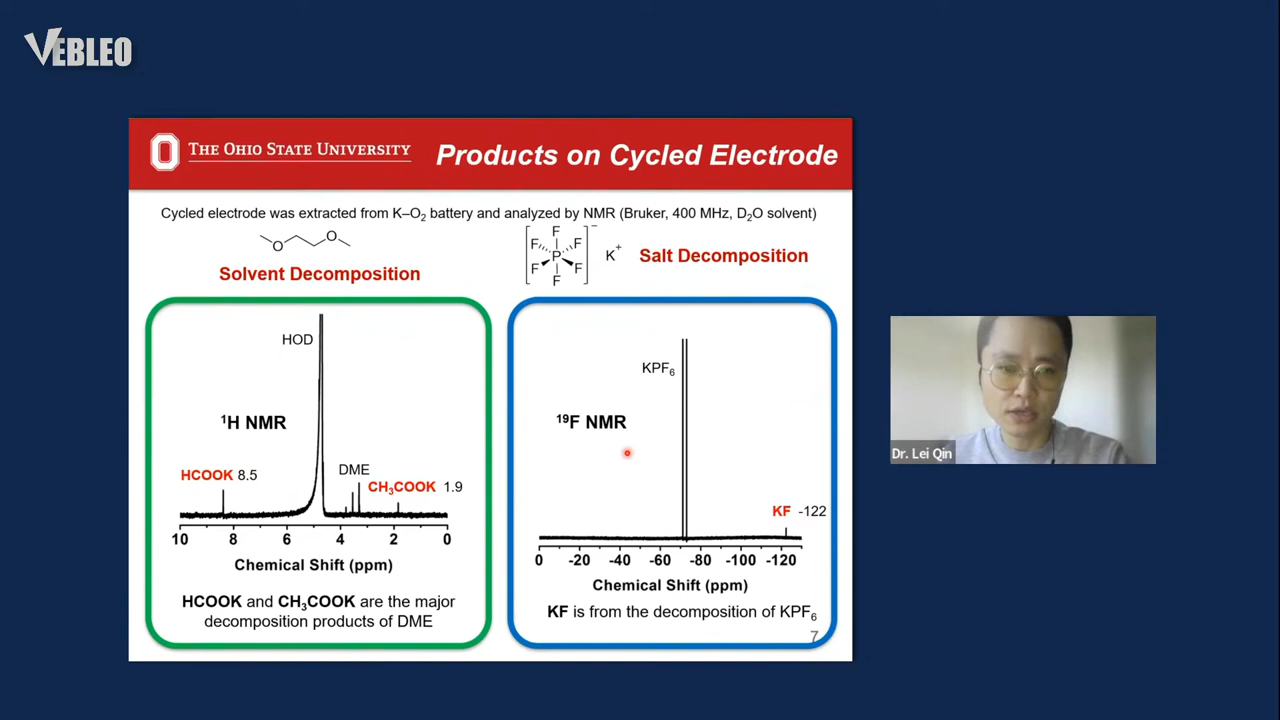 VEBLEO
THE OHIO STATE UNIVERSITY
Products on Cycled Electrode
Cycled electrode was extracted from K–O₂ battery and analyzed by NMR (Bruker, 400 MHz, D₂O solvent)
O O
Solvent Decomposition
F F F P F F F − K⁺
Salt Decomposition
HOD
¹H NMR
HCOOK 8.5
DME
CH₃COOK 1.9
10 8 6 4 2 0
Chemical Shift (ppm)
HCOOK and CH₃COOK are the major
decomposition products of DME
KPF₆
¹⁹F NMR
KF -122
0 -20 -40 -60 -80 -100 -120
Chemical Shift (ppm)
KF is from the decomposition of KPF₆
7
Dr. Lei Qin